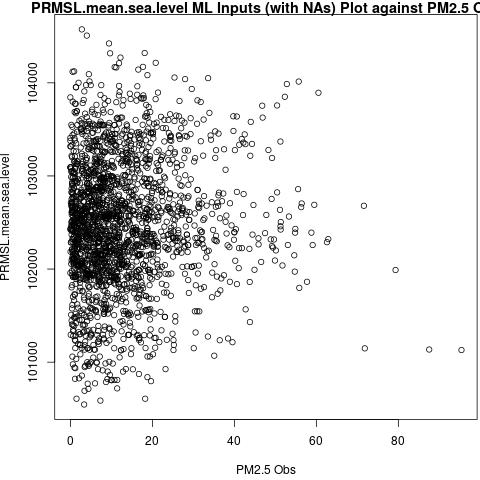 PRMSL.mean.sea.level ML Inputs (with NAs) Plot against PM2.5 O
104000
103000
102000
101000
PRMSL.mean.sea.level
0 20 40 60 80
PM2.5 Obs